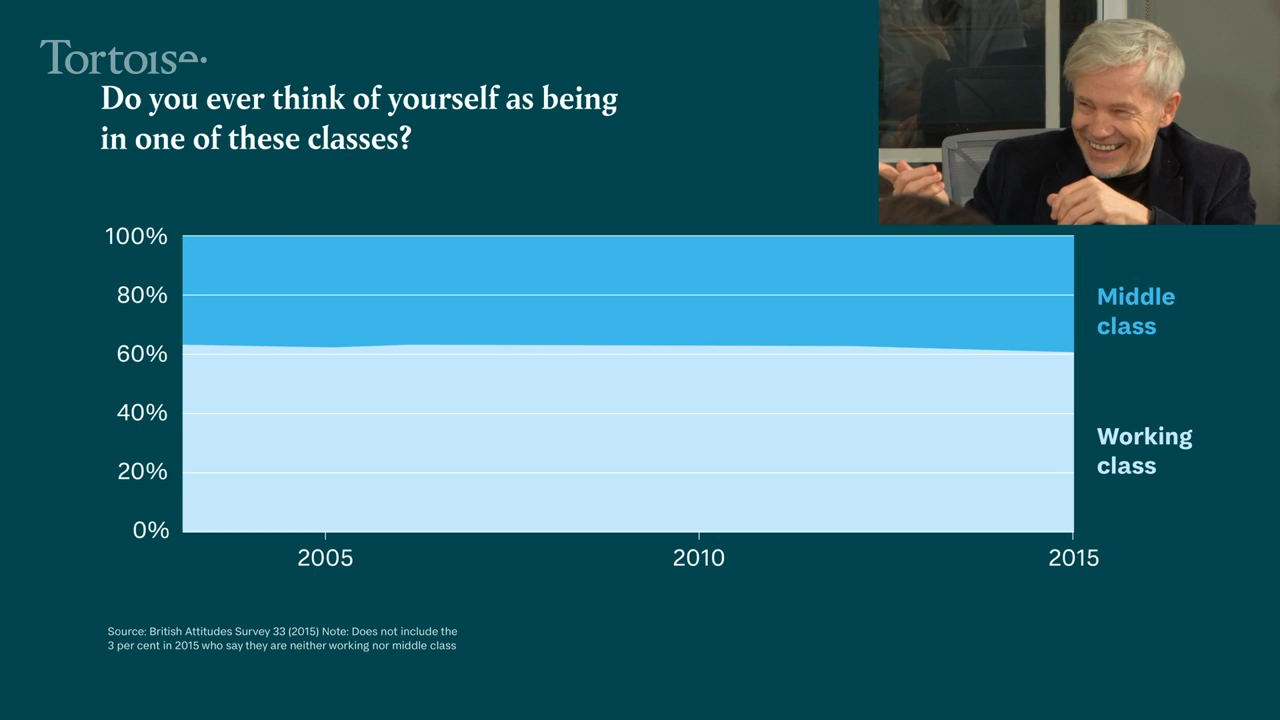 Tortoise.
Do you ever think of yourself as being
in one of these classes?
100%
80%
60%
40%
20%
0%
2005
2010
2015
Middle
class
Working
class
Source: British Attitudes Survey 33 (2015) Note: Does not include the
3 per cent in 2015 who say they are neither working nor middle class